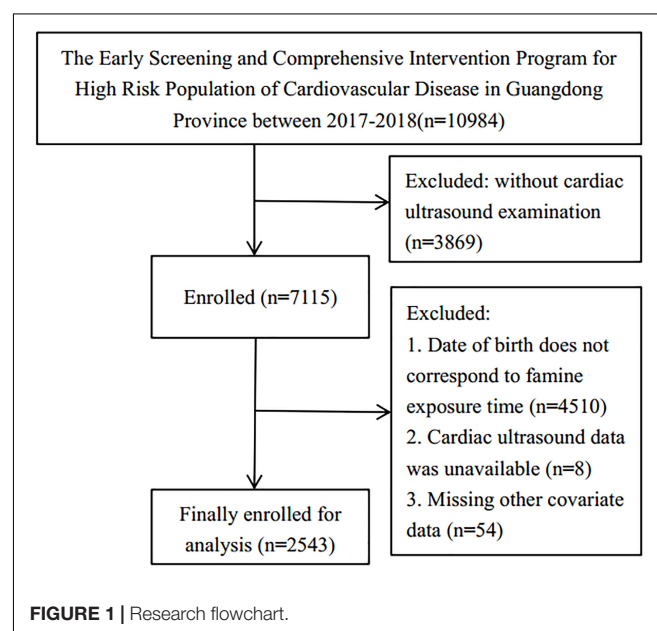 The Early Screening and Comprehensive Intervention Program for
High Risk Population of Cardiovascular Disease in Guangdong
Province between 2017-2018(n=10984)
Excluded: without cardiac
ultrasound examination
(n=3869)
Enrolled (n=7115)
Excluded:
1. Date of birth does not
correspond to famine
exposure time (n=4510)
2. Cardiac ultrasound data
was unavailable (n=8)
3. Missing other covariate
data (n=54)
Finally enrolled for
analysis (n=2543)
FIGURE 1 | Research flowchart.